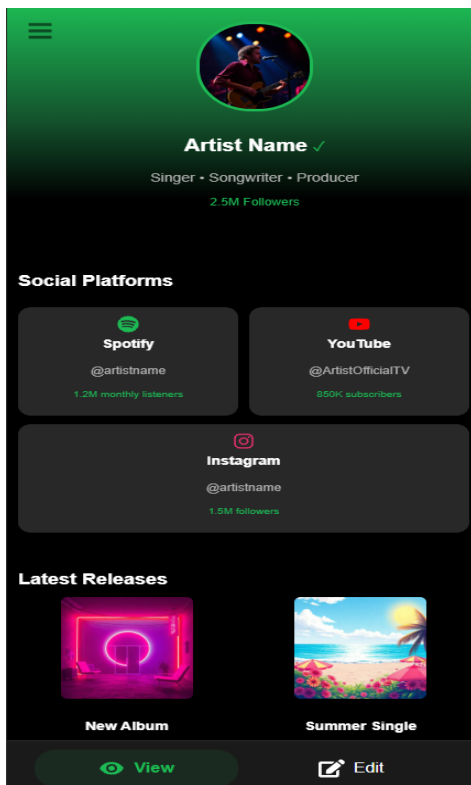 Artist Name ✓
Singer • Songwriter • Producer
2.5M Followers
Social Platforms
Spotify
@artistname
1.2M monthly listeners
YouTube
@ArtistOfficialTV
850K subscribers
Instagram
@artistname
1.5M followers
Latest Releases
New Album
Summer Single
View
Edit